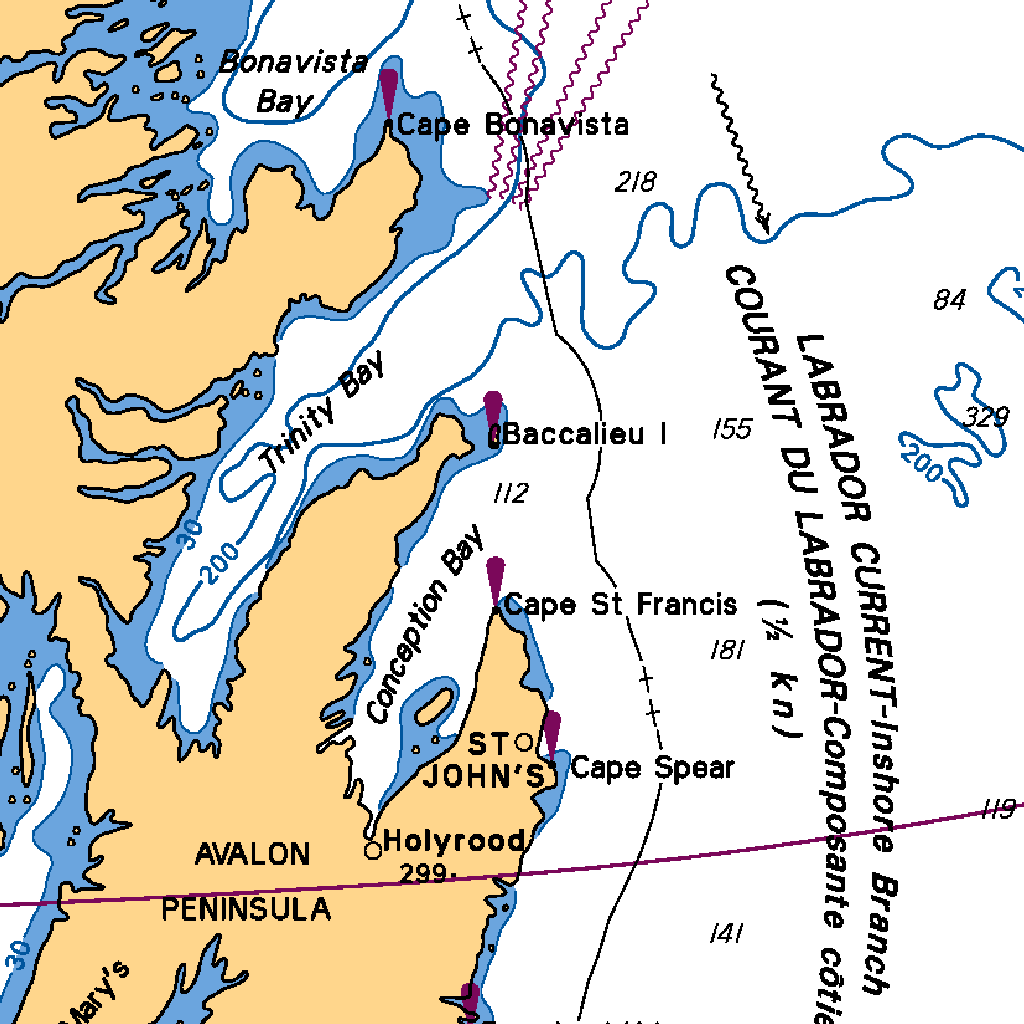 Bonavista
Bay
Cape Bonavista
218
84
Trinity Bay
329
Baccalieu I
155
200
112
30
200
Conception Bay
Cape St Francis
181
LABRADOR CURRENT-Inshore Branch
COURANT DU LABRADOR-Composante
(½ kn)
ST
JOHN'S
Cape Spear
119
Holyrood
AVALON
299
PENINSULA
141
30
Mary's